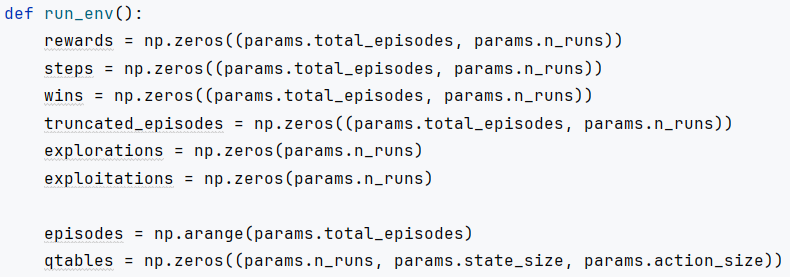 def run_env():
    rewards = np.zeros((params.total_episodes, params.n_runs))
    steps = np.zeros((params.total_episodes, params.n_runs))
    wins = np.zeros((params.total_episodes, params.n_runs))
    truncated_episodes = np.zeros((params.total_episodes, params.n_runs))
    explorations = np.zeros(params.n_runs)
    exploitations = np.zeros(params.n_runs)

    episodes = np.arange(params.total_episodes)
    qtables = np.zeros((params.n_runs, params.state_size, params.action_size))